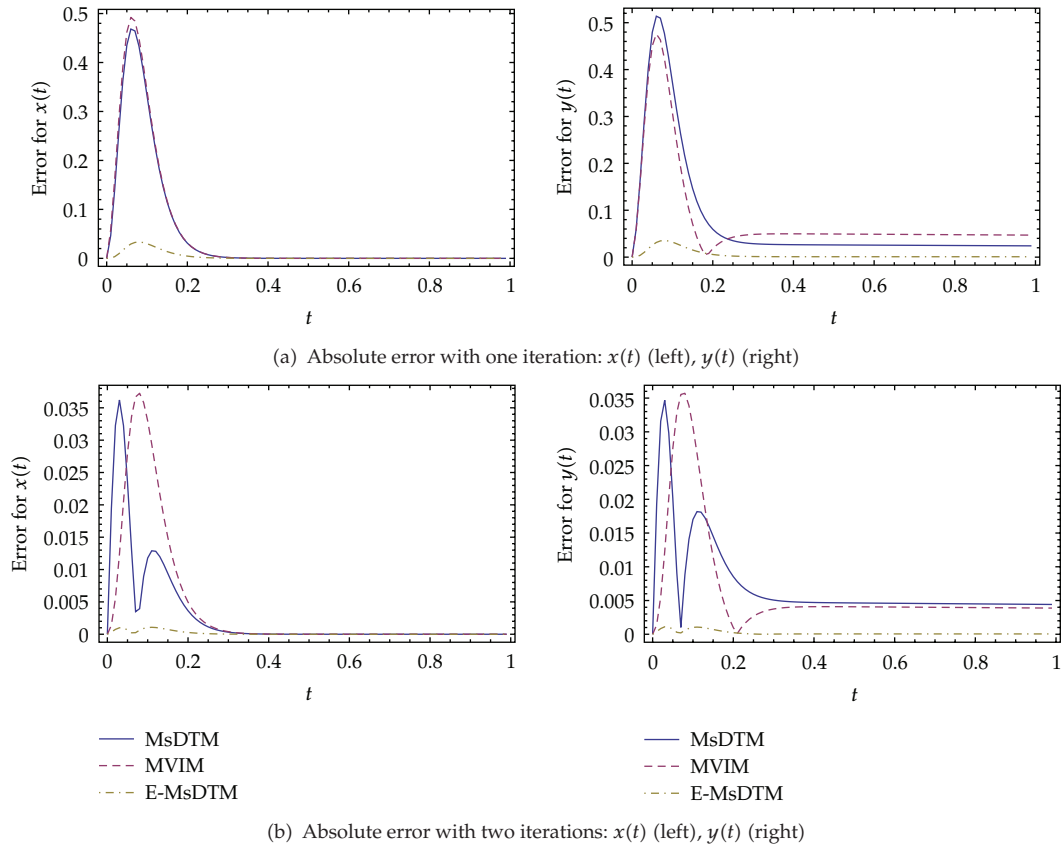 0.5
0.4
0.3
0.2
0.1
0
Error for x(t)
0 0.2 0.4 0.6 0.8 1
t
0.5
0.4
0.3
0.2
0.1
0
Error for y(t)
0 0.2 0.4 0.6 0.8 1
t
(a) Absolute error with one iteration: x(t) (left), y(t) (right)
0.035
0.03
0.025
0.02
0.015
0.01
0.005
0
Error for x(t)
0 0.2 0.4 0.6 0.8 1
t
0.035
0.03
0.025
0.02
0.015
0.01
0.005
0
Error for y(t)
0 0.2 0.4 0.6 0.8 1
t
MsDTM
MVIM
E-MsDTM
MsDTM
MVIM
E-MsDTM
(b) Absolute error with two iterations: x(t) (left), y(t) (right)